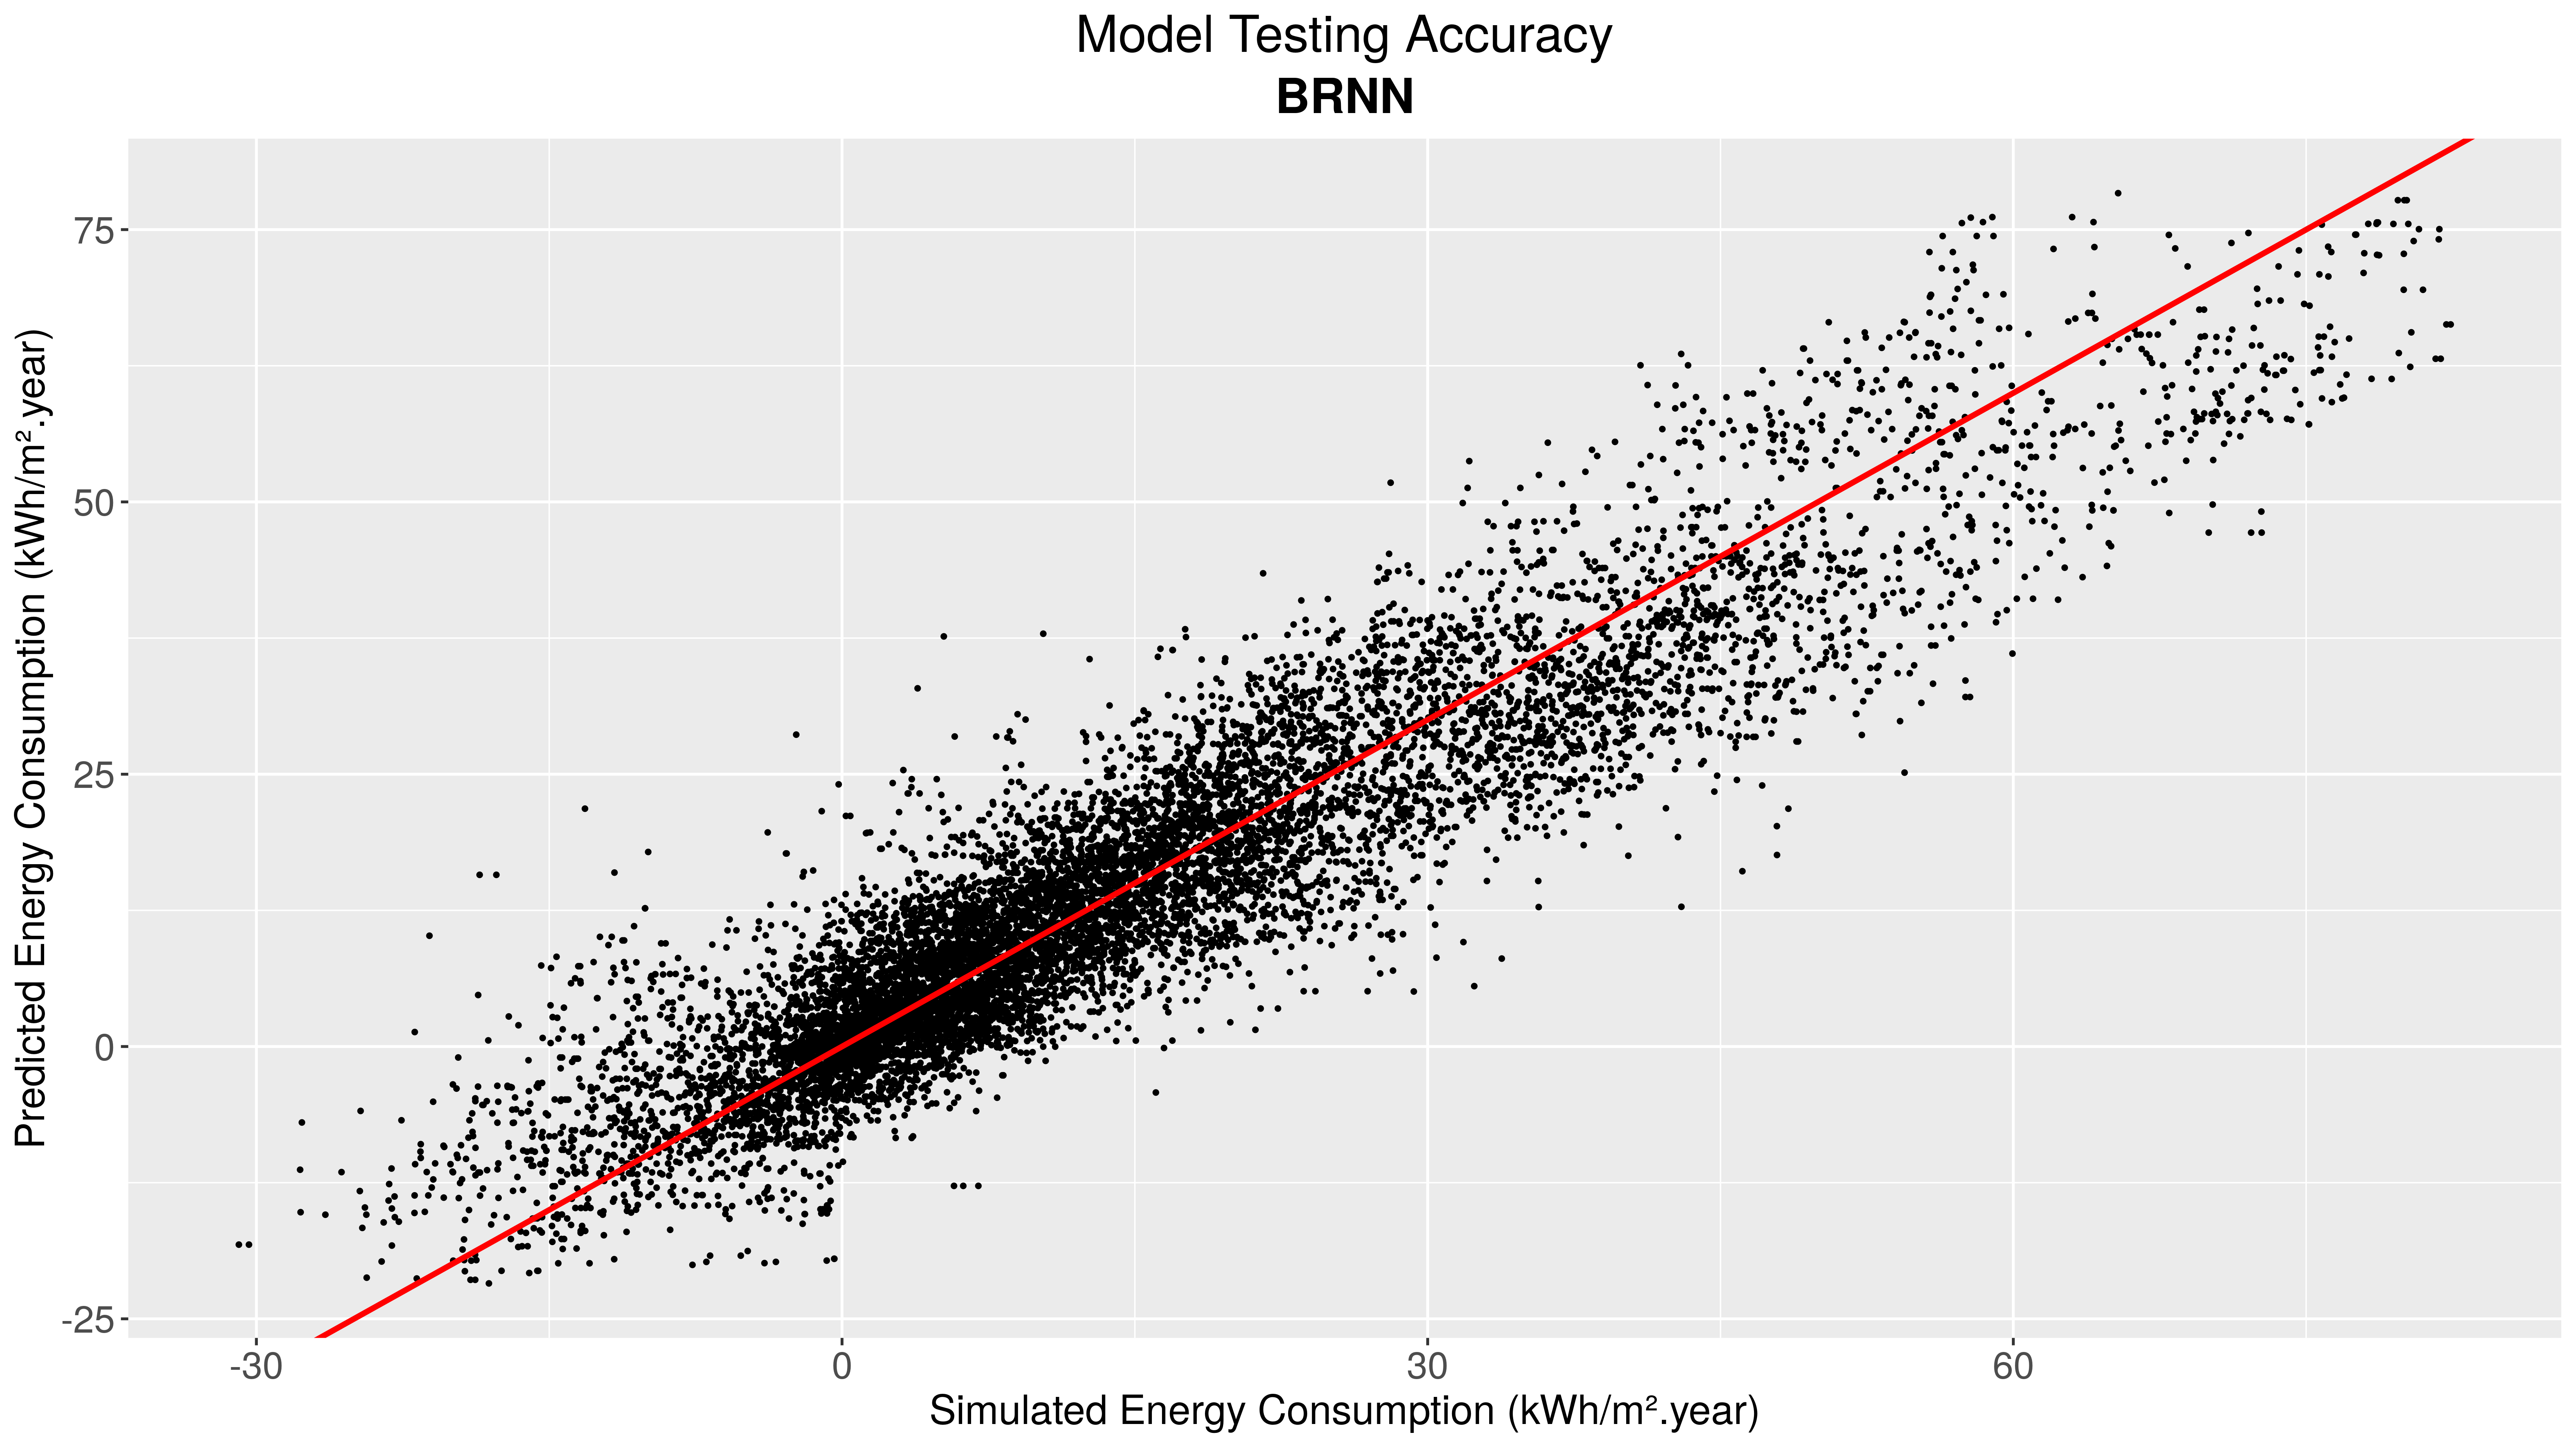 Model Testing Accuracy
BRNN
Predicted Energy Consumption (kWh/m².year)
75
50
25
0
-25
-30
0
30
60
Simulated Energy Consumption (kWh/m².year)